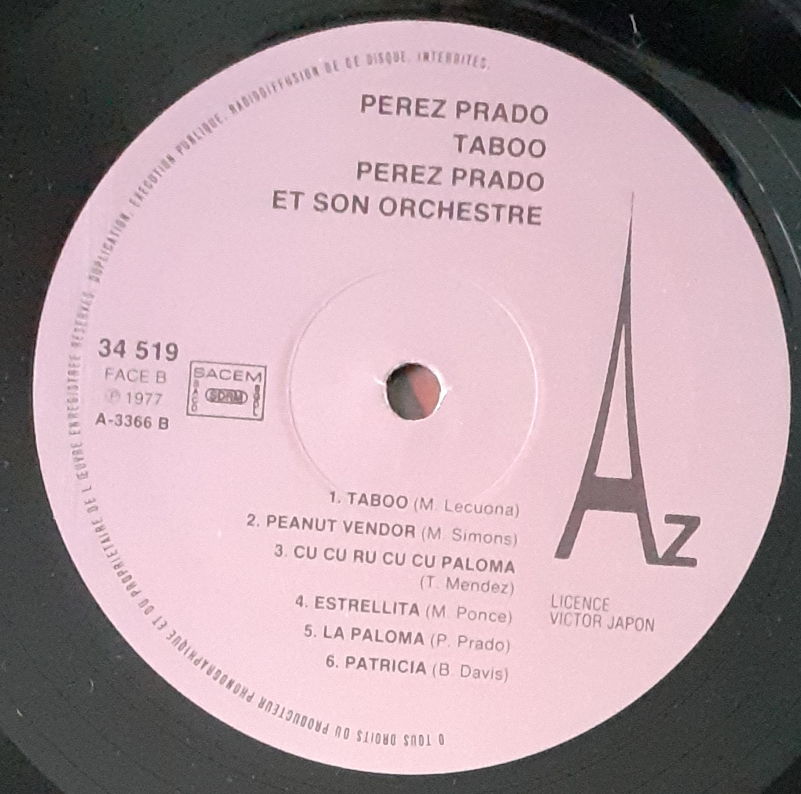 PEREZ PRADO
TABOO
PEREZ PRADO
ET SON ORCHESTRE
34 519
FACE B
℗ 1977
A-3366 B
SACEM
SACD
SDRM
SGDL
1. TABOO (M. Lecuona)
2. PEANUT VENDOR (M. Simons)
3. CU CU RU CU CU PALOMA
(T. Mendez)
4. ESTRELLITA (M. Ponce)
5. LA PALOMA (P. Prado)
6. PATRICIA (B. Davis)
AZ
LICENCE
VICTOR JAPON
TOUS DROITS DU PRODUCTEUR PHONOGRAPHIQUE ET DU PROPRIETAIRE DE L'ŒUVRE ENREGISTREE RESERVES. DUPLICATION. EXECUTION PUBLIQUE. RADIODIFFUSION DE CE DISQUE. INTERDITES.